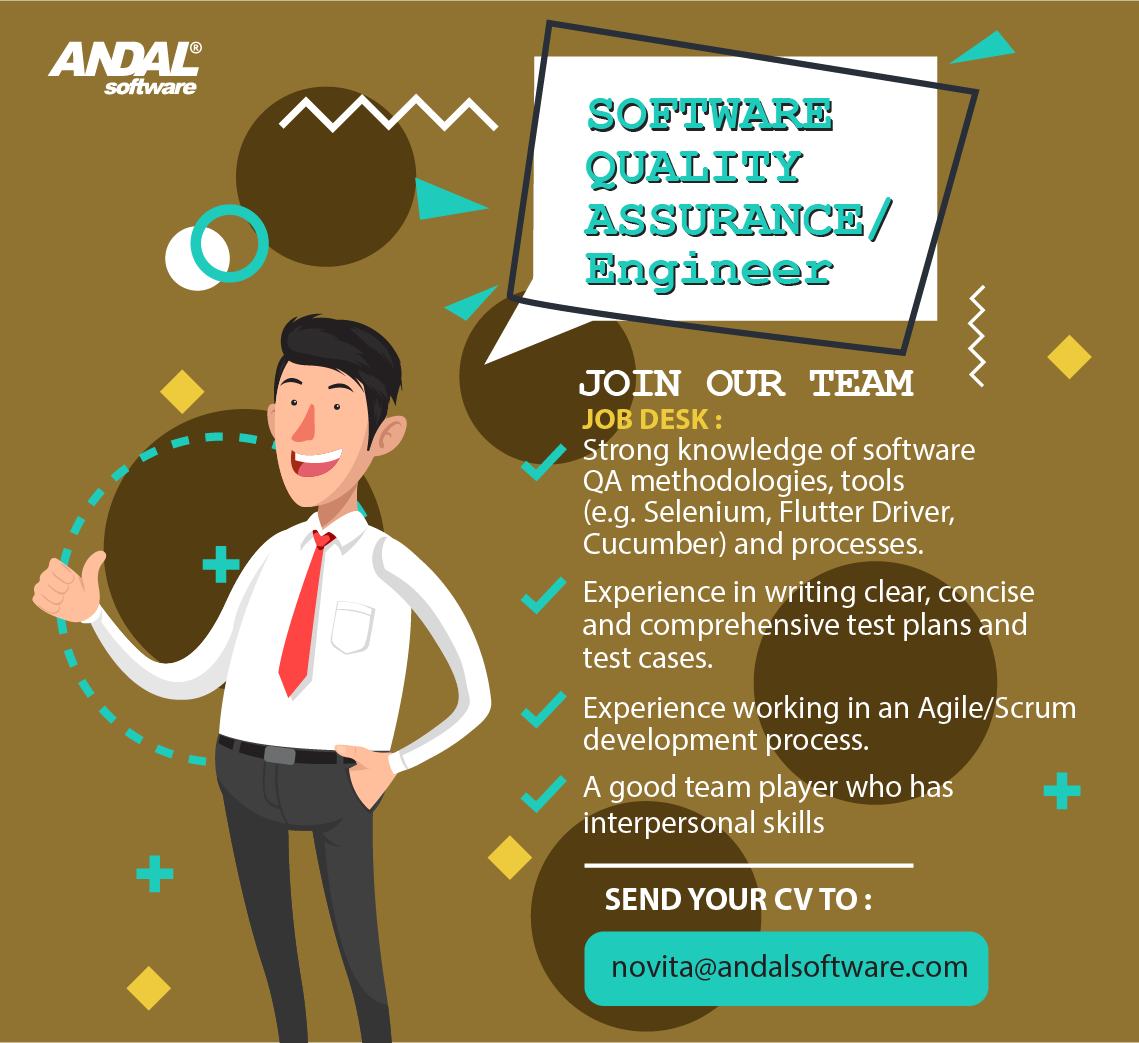 ANDAL®
software
SOFTWARE
QUALITY
ASSURANCE/
Engineer
JOIN OUR TEAM
JOB DESK :
Strong knowledge of software
QA methodologies, tools
(e.g. Selenium, Flutter Driver,
Cucumber) and processes.
Experience in writing clear, concise
and comprehensive test plans and
test cases.
Experience working in an Agile/Scrum
development process.
A good team player who has
interpersonal skills
SEND YOUR CV TO :
novita@andalsoftware.com